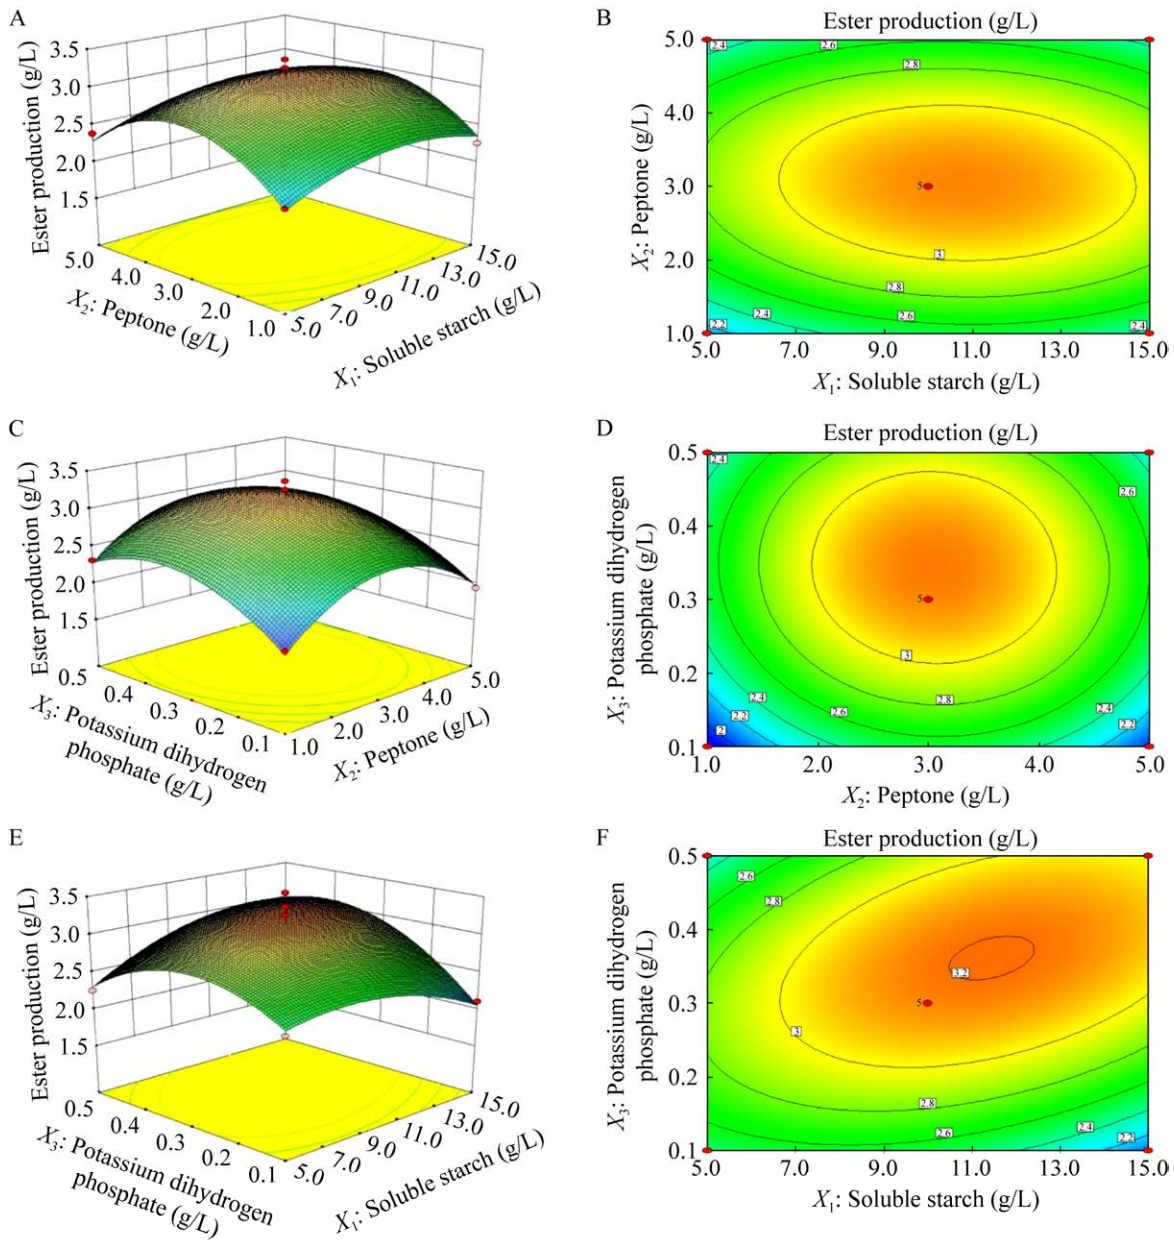 A
Ester production (g/L)
3.5
3.0
2.5
2.0
1.5
5.0
4.0
3.0
2.0
1.0
X₂: Peptone (g/L)
5.0
7.0
9.0
11.0
13.0
15.0
X₁: Soluble starch (g/L)
B
Ester production (g/L)
X₂: Peptone (g/L)
5.0
4.0
3.0
2.0
1.0
2.4
2.6
2.8
5
3
2.8
2.6
2.4
2.2
2.4
5.0 7.0 9.0 11.0 13.0 15.0
X₁: Soluble starch (g/L)
C
Ester production (g/L)
3.5
3.0
2.5
2.0
1.5
0.5
0.4
0.3
0.2
0.1
X₃: Potassium dihydrogen
phosphate (g/L)
1.0
2.0
3.0
4.0
5.0
X₂: Peptone (g/L)
D
Ester production (g/L)
X₃: Potassium dihydrogen
phosphate (g/L)
0.5
0.4
0.3
0.2
0.1
2.4
2.6
5
3
2.8
2.6
2.4
2.2
2
2.4
2.2
1.0 2.0 3.0 4.0 5.0
X₂: Peptone (g/L)
E
Ester production (g/L)
3.5
3.0
2.5
2.0
1.5
0.5
0.4
0.3
0.2
0.1
X₃: Potassium dihydrogen
phosphate (g/L)
5.0
7.0
9.0
11.0
13.0
15.0
X₁: Soluble starch (g/L)
F
Ester production (g/L)
X₃: Potassium dihydrogen
phosphate (g/L)
0.5
0.4
0.3
0.2
0.1
2.6
2.8
3.2
5
3
2.8
2.6
2.4
2.2
5.0 7.0 9.0 11.0 13.0 15.0
X₁: Soluble starch (g/L)